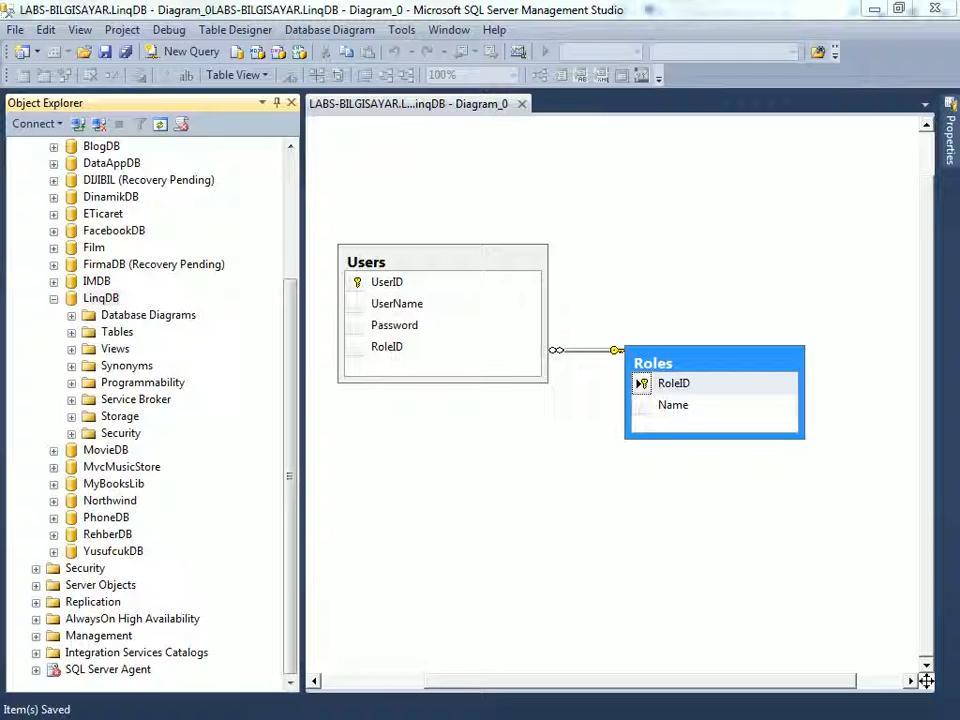 LABS-BILGISAYAR.LinqDB - Diagram_0LABS-BILGISAYAR.LinqDB - Diagram_0 - Microsoft SQL Server Management Studio
File Edit View Project Debug Table Designer Database Diagram Tools Window Help
New Query
Table View 100%
Object Explorer
LABS-BILGISAYAR.L...inqDB - Diagram_0
Connect
Properties
BlogDB
DataAppDB
DIJIBIL (Recovery Pending)
DinamikDB
ETicaret
FacebookDB
Film
FirmaDB (Recovery Pending)
IMDB
LinqDB
Database Diagrams
Tables
Views
Synonyms
Programmability
Service Broker
Storage
Security
MovieDB
MvcMusicStore
MyBooksLib
Northwind
PhoneDB
RehberDB
YusufcukDB
Security
Server Objects
Replication
AlwaysOn High Availability
Management
Integration Services Catalogs
SQL Server Agent
Users
UserID
UserName
Password
RoleID
Roles
RoleID
Name
Item(s) Saved